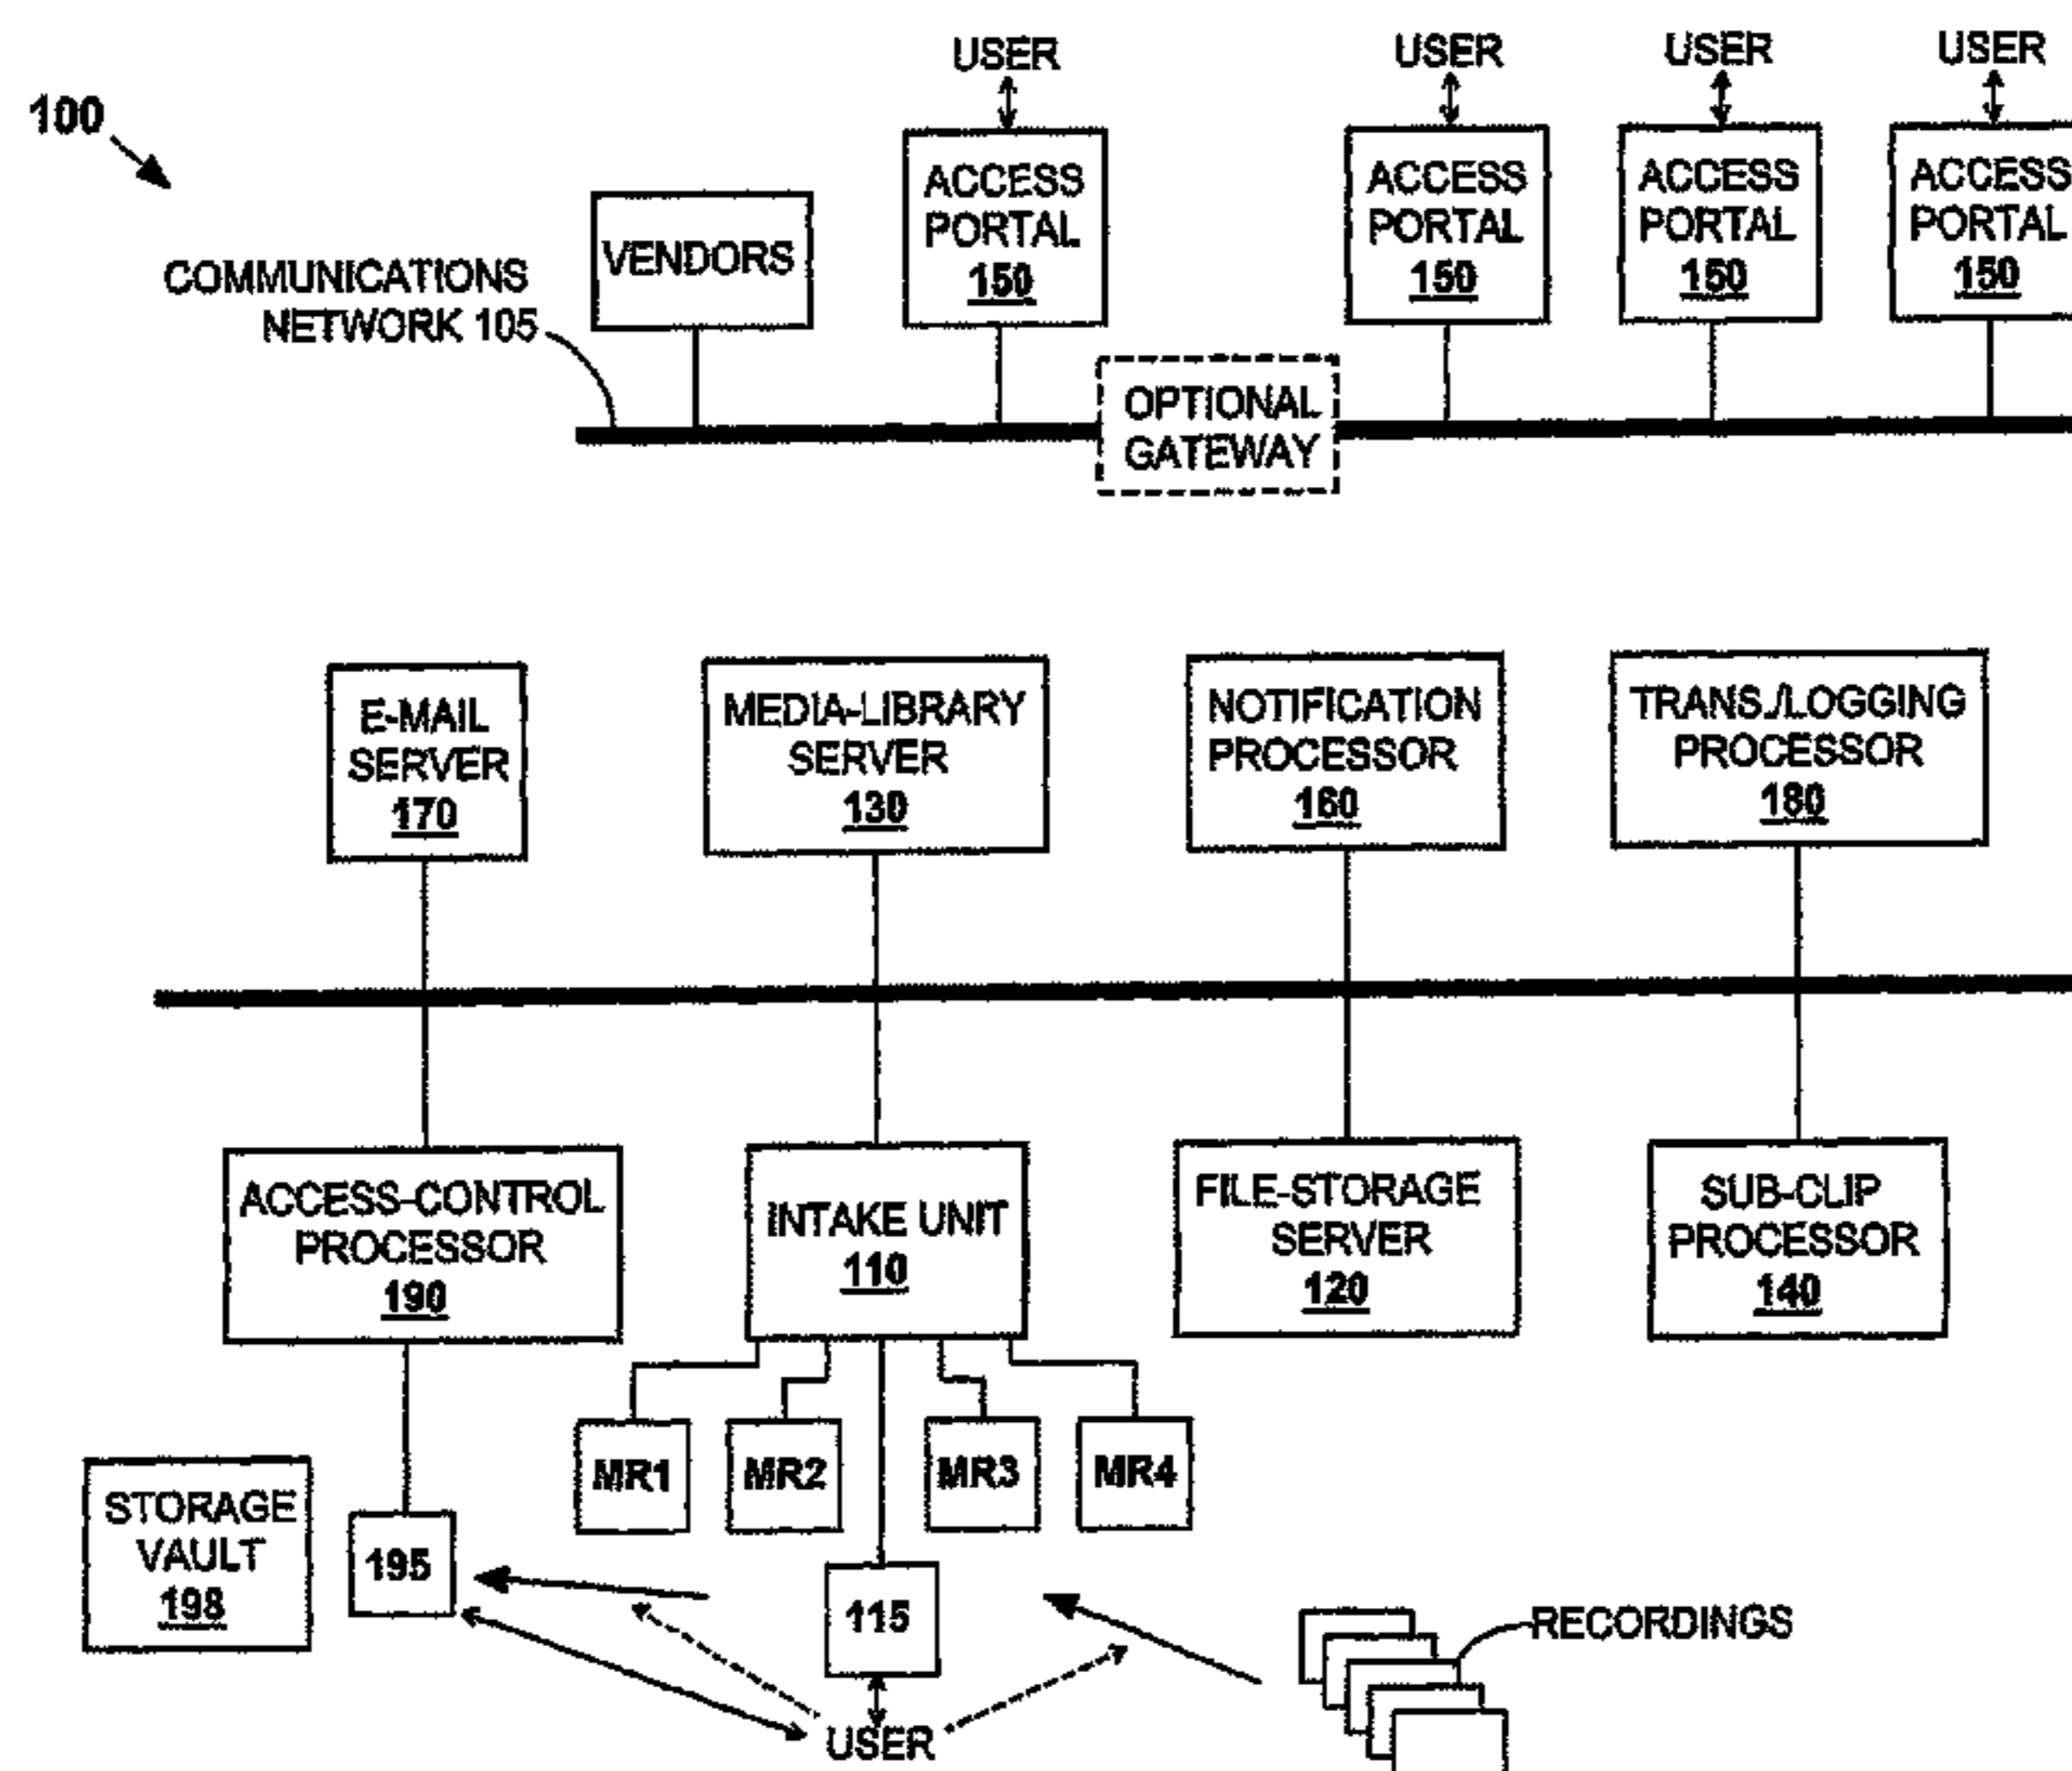 100
USER
USER
USER
USER
VENDORS
ACCESS
PORTAL
150
ACCESS
PORTAL
150
ACCESS
PORTAL
150
ACCESS
PORTAL
150
COMMUNICATIONS
NETWORK 105
OPTIONAL
GATEWAY
E-MAIL
SERVER
170
MEDIA-LIBRARY
SERVER
130
NOTIFICATION
PROCESSOR
160
TRANS./LOGGING
PROCESSOR
180
ACCESS-CONTROL
PROCESSOR
190
INTAKE UNIT
110
FILE-STORAGE
SERVER
120
SUB-CLIP
PROCESSOR
140
MR1
MR2
MR3
MR4
STORAGE
VAULT
198
195
115
RECORDINGS
USER